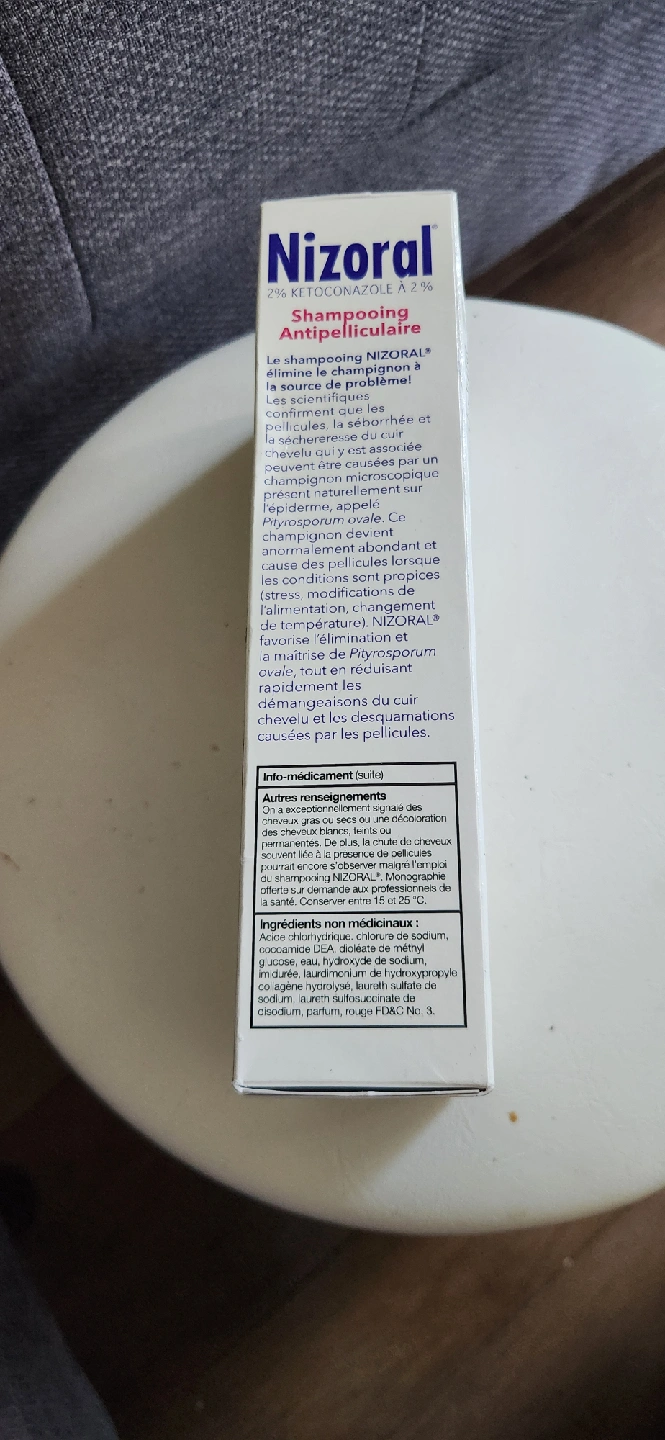 Nizoral®
2% KETOCONAZOLE À 2%
Shampooing
Antipelliculaire
Le shampooing NIZORAL®
élimine le champignon à
la source de problème!
Les scientifiques
confirment que les
pellicules, la séborrhée et
la séchereresse du cuir
chevelu qui y est associée
peuvent être causées par un
champignon microscopique
présent naturellement sur
l'épiderme, appelé
Pityrosporum ovale. Ce
champignon devient
anormalement abondant et
cause des pellicules lorsque
les conditions sont propices
(stress, modifications de
l'alimentation, changement
de température). NIZORAL®
favorise l'élimination et
la maîtrise de Pityrosporum
ovale, tout en réduisant
rapidement les
démangeaisons du cuir
chevelu et les desquamations
causées par les pellicules.
Info-médicament (suite)
Autres renseignements
On a exceptionnellement signalé des
cheveux gras ou secs ou une décoloration
des cheveux blancs, teints ou
permanentés. De plus, la chute de cheveux
souvent liée à la présence de pellicules
pourrait encore s'observer malgré l'emploi
du shampooing NIZORAL®. Monographie
offerte sur demande aux professionnels de
la santé. Conserver entre 15 et 25 °C.
Ingrédients non médicinaux :
Acide chlorhydrique, chlorure de sodium,
cocoamide DEA, dioléate de méthyl
glucose, eau, hydroxyde de sodium,
imidurée, laurdimonium de hydroxypropyle
collagène hydrolysé, laureth sulfate de
sodium, laureth sulfosuccinate de
disodium, parfum, rouge FD&C No. 3.